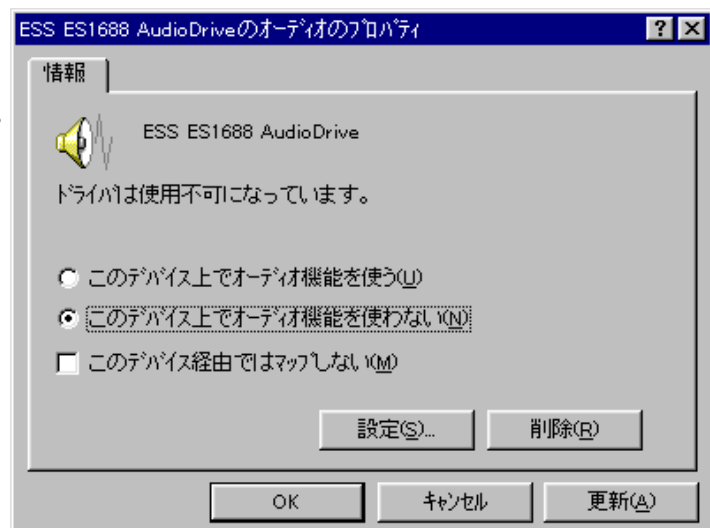 ESS ES1688 AudioDriveのオーディオのプロパティ
情報
ESS ES1688 AudioDrive
ドライバは使用不可になっています。
このデバイス上でオーディオ機能を使う(U)
このデバイス上でオーディオ機能を使わない(N)
このデバイス経由ではマップしない(M)
設定(S)... 削除(R)
OK キャンセル 更新(A)